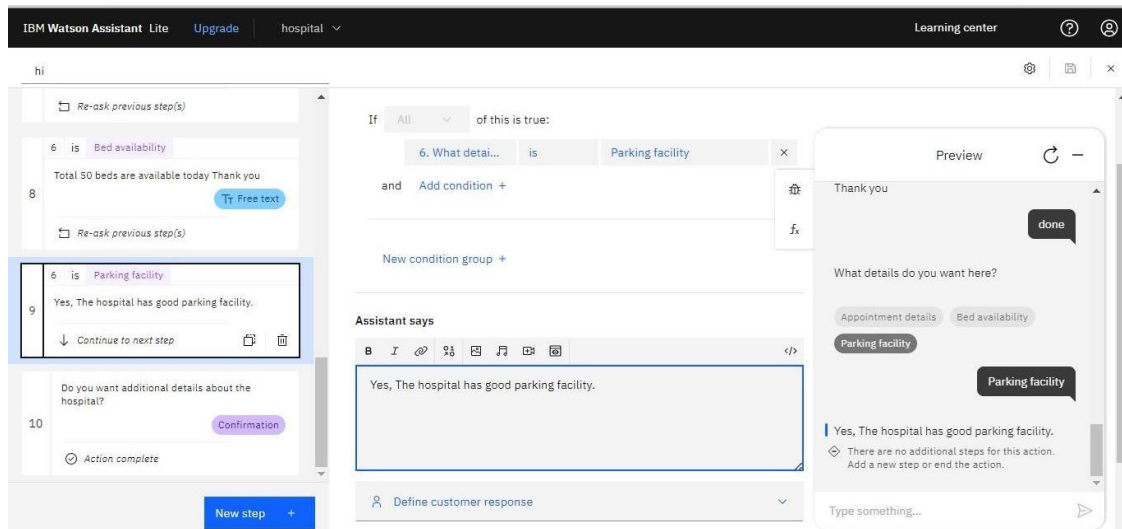 IBM Watson Assistant Lite
Upgrade
hospital
Learning center
hi
Re-ask previous step(s)
6 is Bed availability
Total 50 beds are available today Thank you
8
Tт Free text
Re-ask previous step(s)
6 is Parking facility
9
Yes, The hospital has good parking facility.
Continue to next step
Do you want additional details about the
hospital?
10
Confirmation
Action complete
New step +
If All of this is true:
6. What detai... is Parking facility
and Add condition +
fx
New condition group +
Assistant says
B I </>
Yes, The hospital has good parking facility.
Define customer response
Preview
Thank you
done
What details do you want here?
Appointment details Bed availability
Parking facility
Parking facility
Yes, The hospital has good parking facility.
There are no additional steps for this action.
Add a new step or end the action.
Type something...